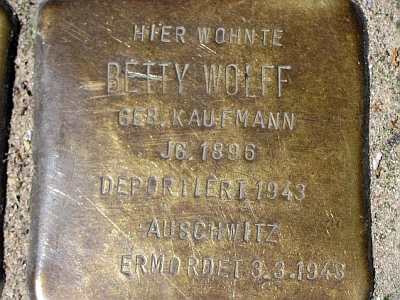 HIER WOHNTE
BETTY WOLFF
GEB. KAUFMANN
JG. 1896
DEPORTIERT 1943
AUSCHWITZ
ERMORDET 3.3.1943